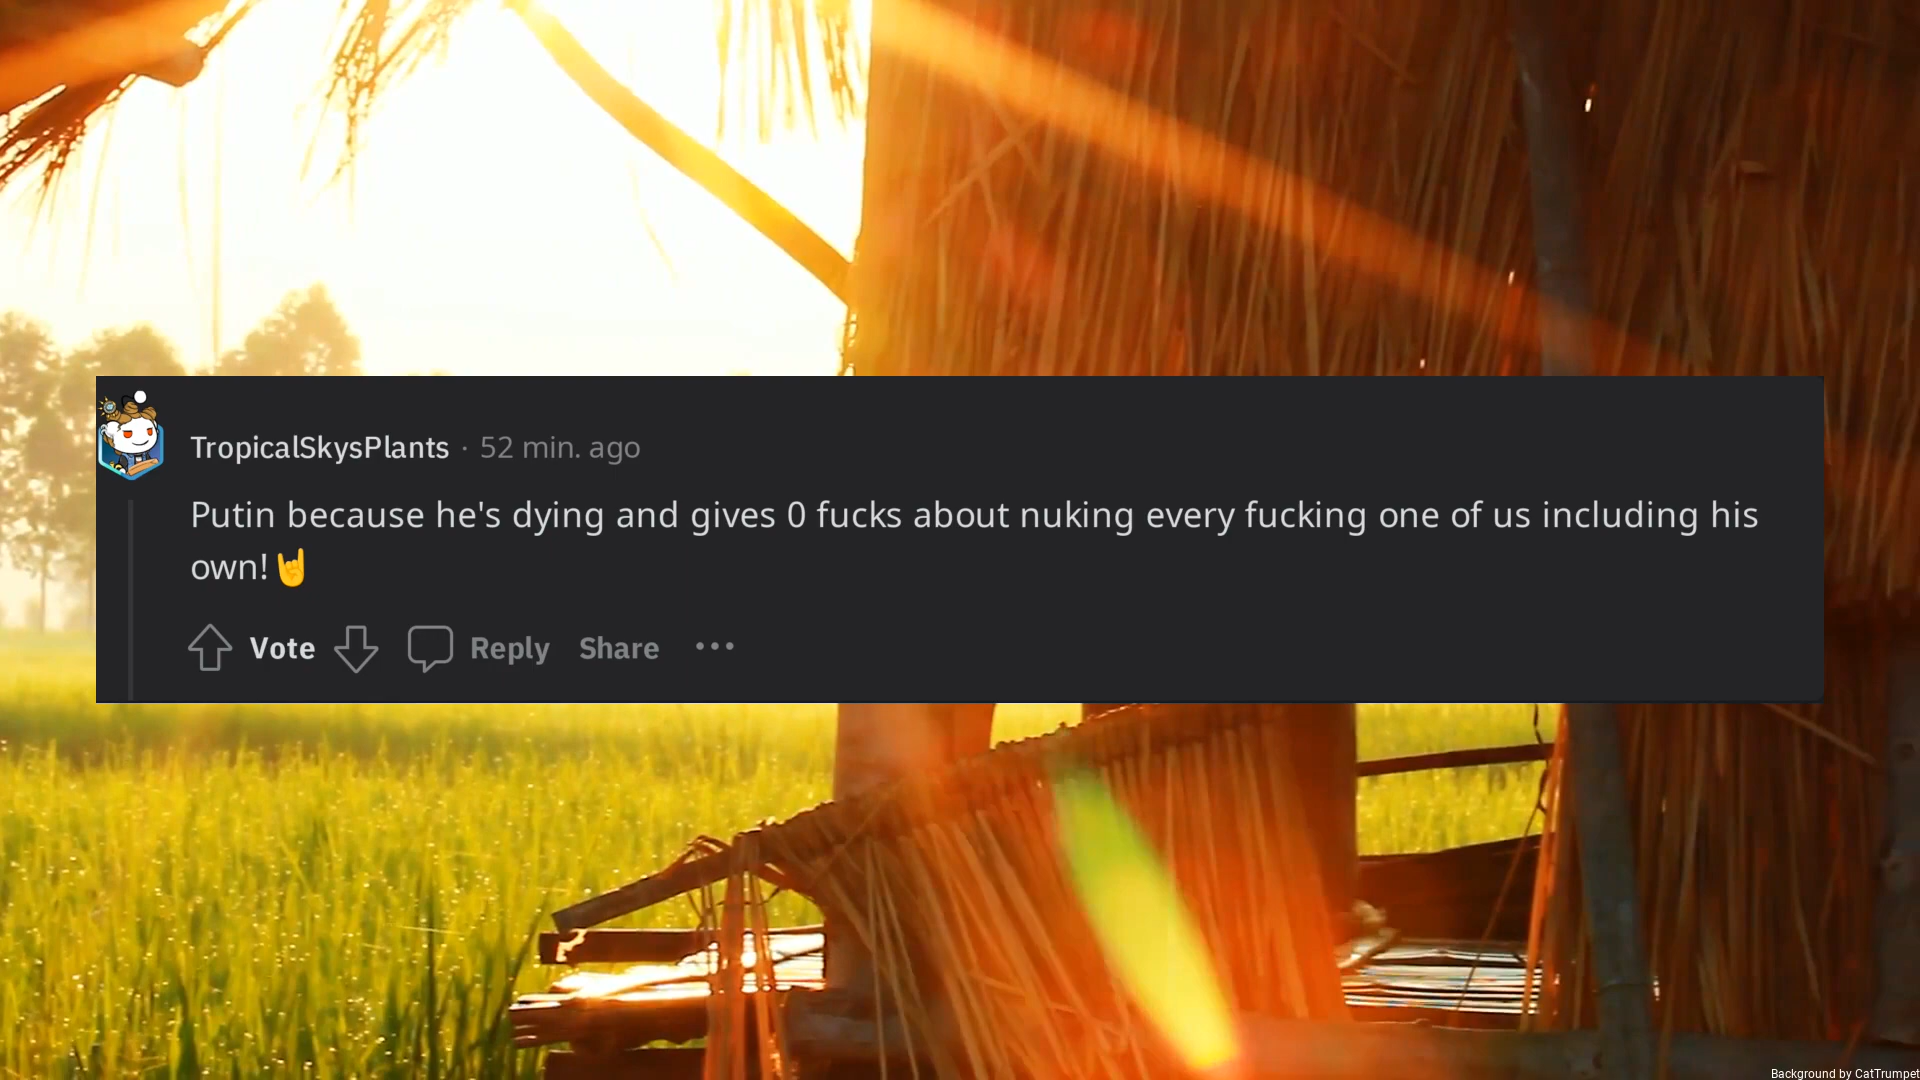 TropicalSkysPlants · 52 min. ago
Putin because he's dying and gives 0 fucks about nuking every fucking one of us including his
own!🤘
Vote Reply Share ···
Background by CatTrumpet